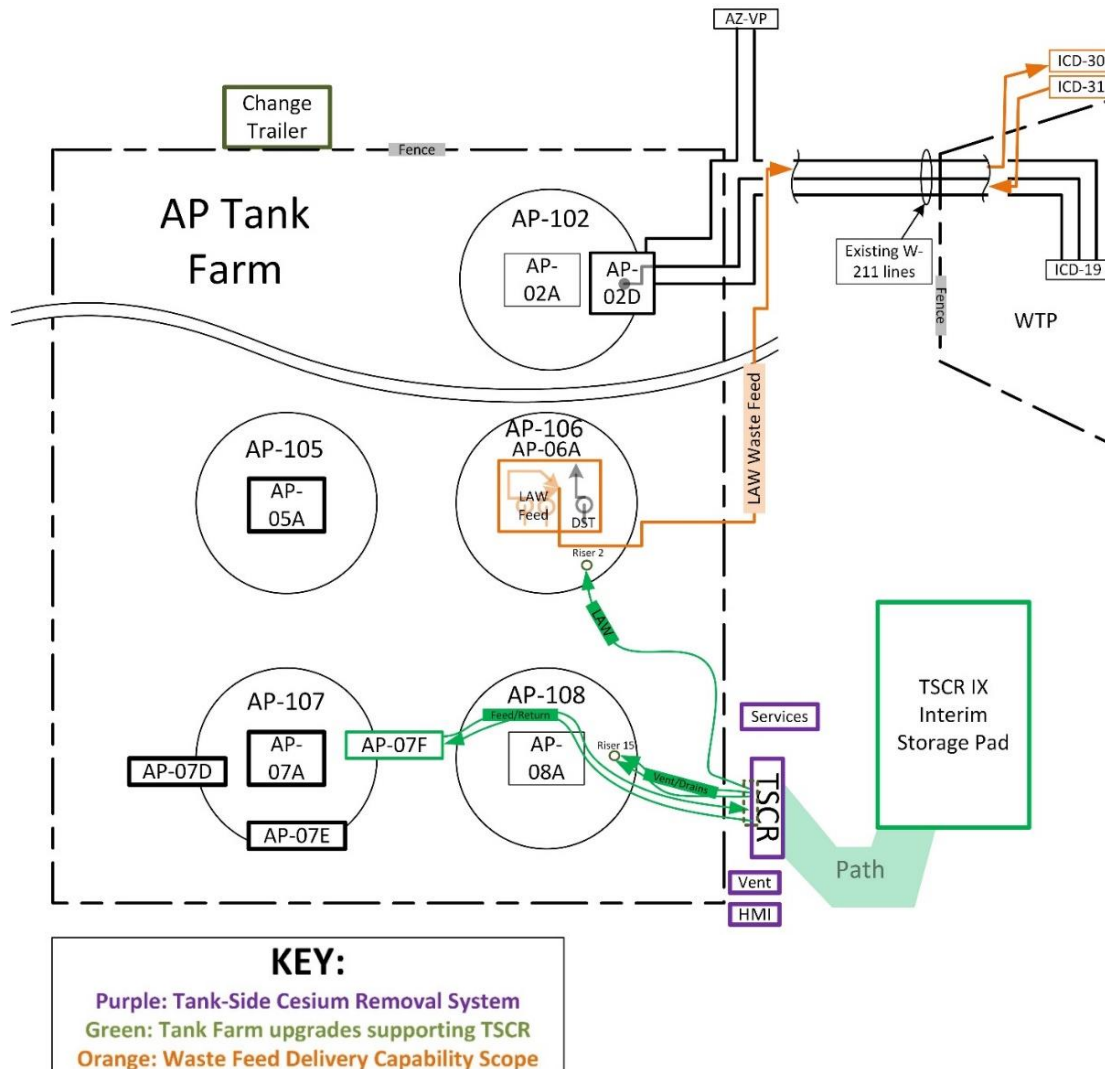 AZ-VP
ICD-30
ICD-31
Change
Trailer
Fence
AP Tank
Farm
AP-102
AP-
02A
AP-
02D
Existing W-
211 lines
ICD-19
Fence
WTP
LAW Waste Feed
AP-105
AP-
05A
AP-106
AP-06A
LAW
Feed
DST
Riser 2
LAW
TSCR IX
Interim
Storage Pad
AP-107
AP-
07A
AP-07D
AP-07E
AP-07F
Feed/Return
AP-108
AP-
08A
Riser 15
Vent/Drains
Services
TSCR
Path
Vent
HMI
KEY:
Purple: Tank-Side Cesium Removal System
Green: Tank Farm upgrades supporting TSCR
Orange: Waste Feed Delivery Capability Scope